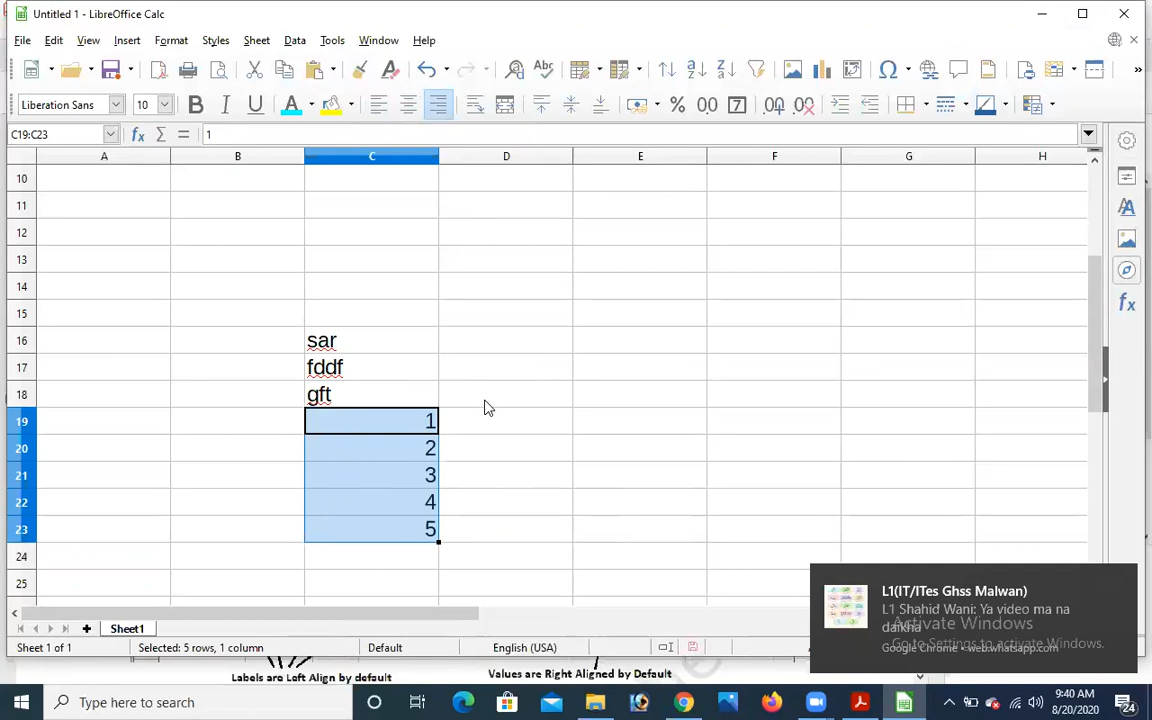 Untitled 1 - LibreOffice Calc
File Edit View Insert Format Styles Sheet Data Tools Window Help
Liberation Sans 10
C19:C23 1
A B C D E F G H
10
11
12
13
14
15
16 sar
17 fddf
18 gft
19 1
20 2
21 3
22 4
23 5
24
25
L1(IT/ITes Ghss Malwan)
L1 Shahid Wani: Ya video ma na
daikha
Google Chrome • web.whatsapp.com
Activate Windows
Go to Settings to activate Windows.
Sheet1
Sheet 1 of 1 Selected: 5 rows, 1 column Default English (USA)
Labels are Left Align by default Values are Right Aligned by Default
Type here to search
9:40 AM
8/20/2020
24